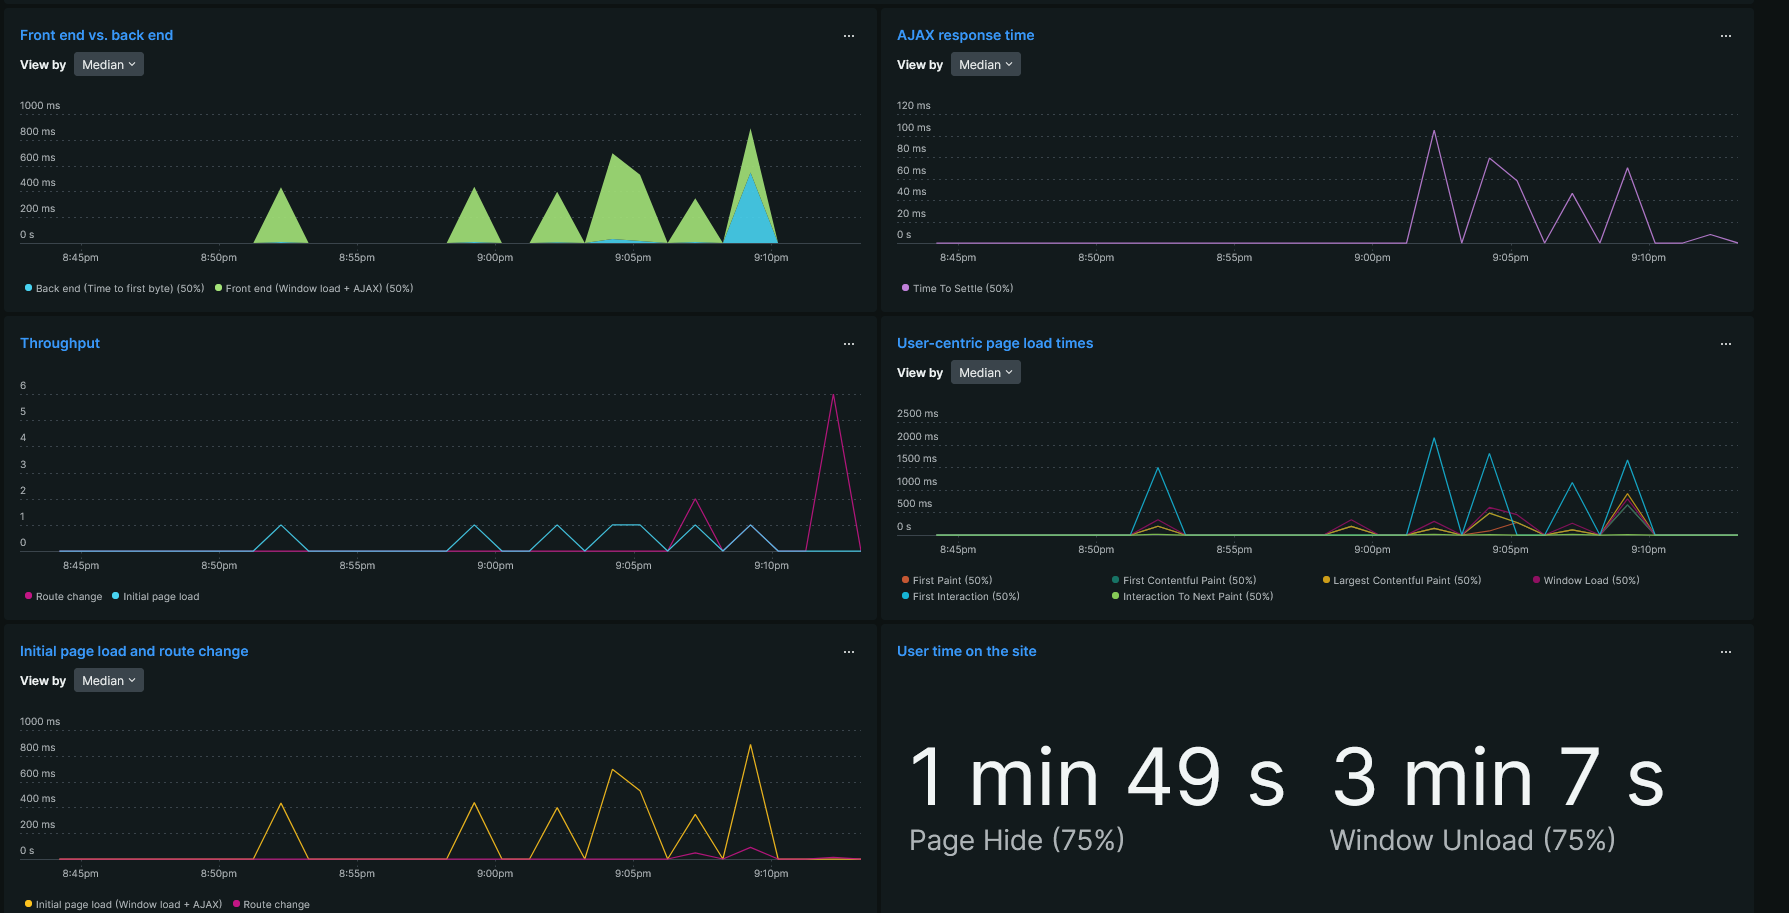 Front end vs. back end
...
View by Median
1000 ms
800 ms
600 ms
400 ms
200 ms
0 s
8:45pm 8:50pm 8:55pm 9:00pm 9:05pm 9:10pm
Back end (Time to first byte) (50%) Front end (Window load + AJAX) (50%)
AJAX response time
...
View by Median
120 ms
100 ms
80 ms
60 ms
40 ms
20 ms
0 s
8:45pm 8:50pm 8:55pm 9:00pm 9:05pm 9:10pm
Time To Settle (50%)
Throughput
...
6
5
4
3
2
1
0
8:45pm 8:50pm 8:55pm 9:00pm 9:05pm 9:10pm
Route change Initial page load
User-centric page load times
...
View by Median
2500 ms
2000 ms
1500 ms
1000 ms
500 ms
0 s
8:45pm 8:50pm 8:55pm 9:00pm 9:05pm 9:10pm
First Paint (50%) First Contentful Paint (50%) Largest Contentful Paint (50%) Window Load (50%)
First Interaction (50%) Interaction To Next Paint (50%)
Initial page load and route change
...
View by Median
1000 ms
800 ms
600 ms
400 ms
200 ms
0 s
8:45pm 8:50pm 8:55pm 9:00pm 9:05pm 9:10pm
Initial page load (Window load + AJAX) Route change
User time on the site
...
1 min 49 s 3 min 7 s
Page Hide (75%) Window Unload (75%)